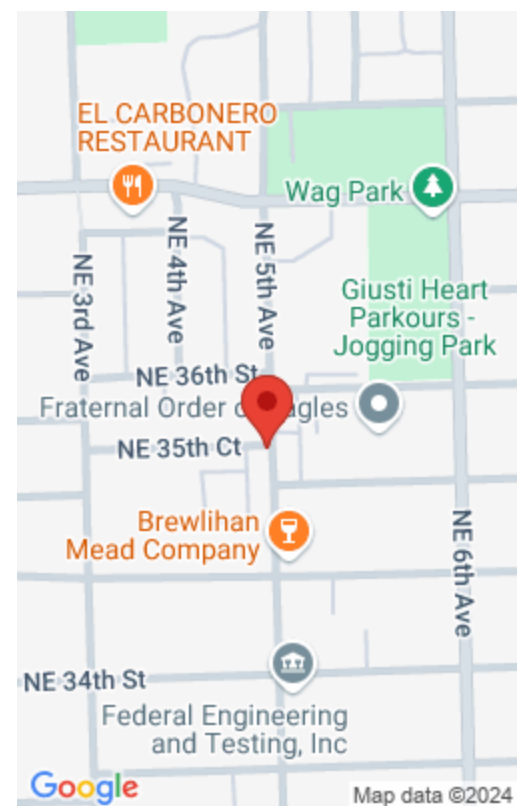 EL CARBONERO
RESTAURANT
Wag Park
NE 3rd Ave
NE 4th Ave
NE 5th Ave
Giusti Heart
Parkours -
Jogging Park
NE 36th St
Fraternal Order agles
NE 35th Ct
Brewlihan
Mead Company
NE 6th Ave
NE 34th St
Federal Engineering
and Testing, Inc
Google
Map data ©2024